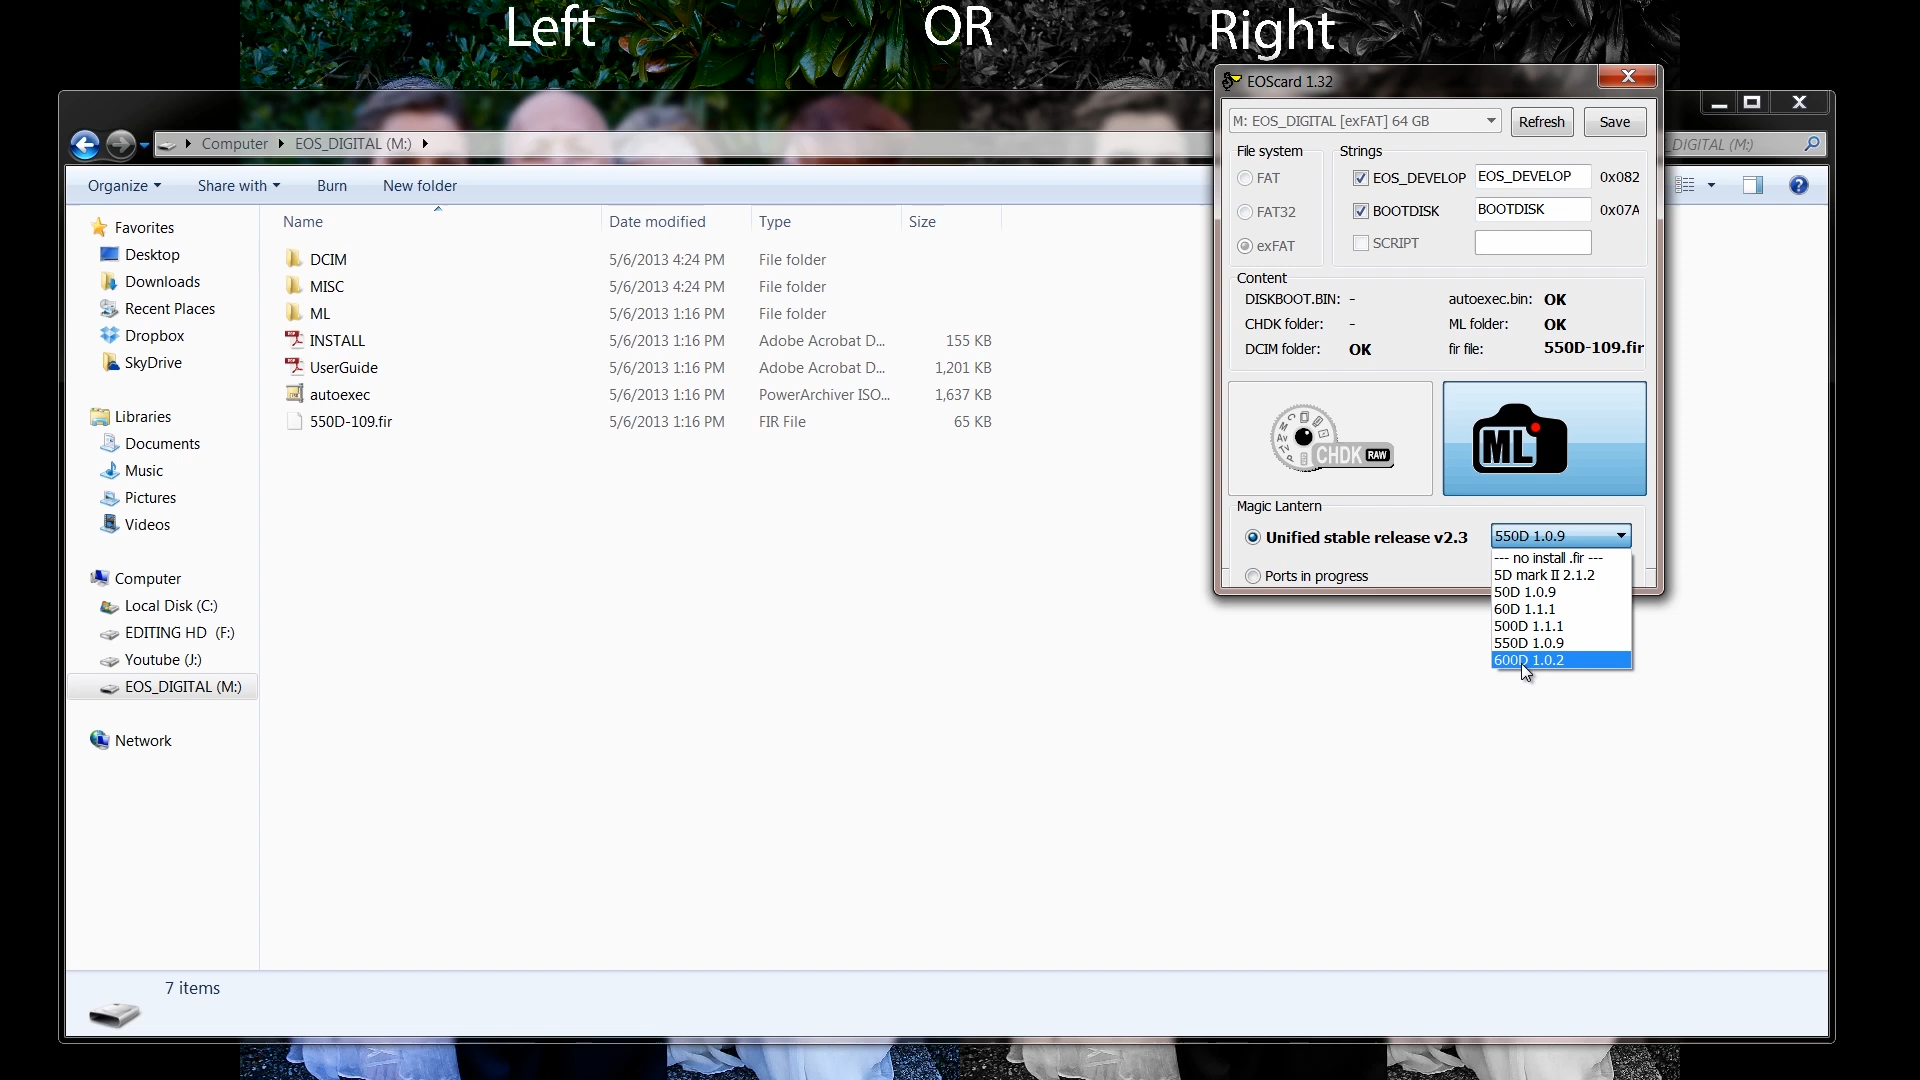 Left OR Right
EOScard 1.32
M: EOS_DIGITAL [exFAT] 64 GB Refresh Save
File system Strings
FAT EOS_DEVELOP EOS_DEVELOP 0x082
FAT32 BOOTDISK BOOTDISK 0x07A
exFAT SCRIPT
Content
DISKBOOT.BIN: - autoexec.bin: OK
CHDK folder: - ML folder: OK
DCIM folder: OK fir file: 550D-109.fir
M C Av Tv P CHDK RAW ML
Magic Lantern
Unified stable release v2.3 550D 1.0.9
--- no install .fir ---
5D mark II 2.1.2
50D 1.0.9
60D 1.1.1
500D 1.1.1
550D 1.0.9
600D 1.0.2
Ports in progress
Computer EOS_DIGITAL (M:) DIGITAL (M:)
Organize Share with Burn New folder
Name Date modified Type Size
DCIM 5/6/2013 4:24 PM File folder
MISC 5/6/2013 4:24 PM File folder
ML 5/6/2013 1:16 PM File folder
INSTALL 5/6/2013 1:16 PM Adobe Acrobat D... 155 KB
UserGuide 5/6/2013 1:16 PM Adobe Acrobat D... 1,201 KB
autoexec 5/6/2013 1:16 PM PowerArchiver ISO... 1,637 KB
550D-109.fir 5/6/2013 1:16 PM FIR File 65 KB
Favorites
Desktop
Downloads
Recent Places
Dropbox
SkyDrive
Libraries
Documents
Music
Pictures
Videos
Computer
Local Disk (C:)
EDITING HD (F:)
Youtube (J:)
EOS_DIGITAL (M:)
Network
7 items